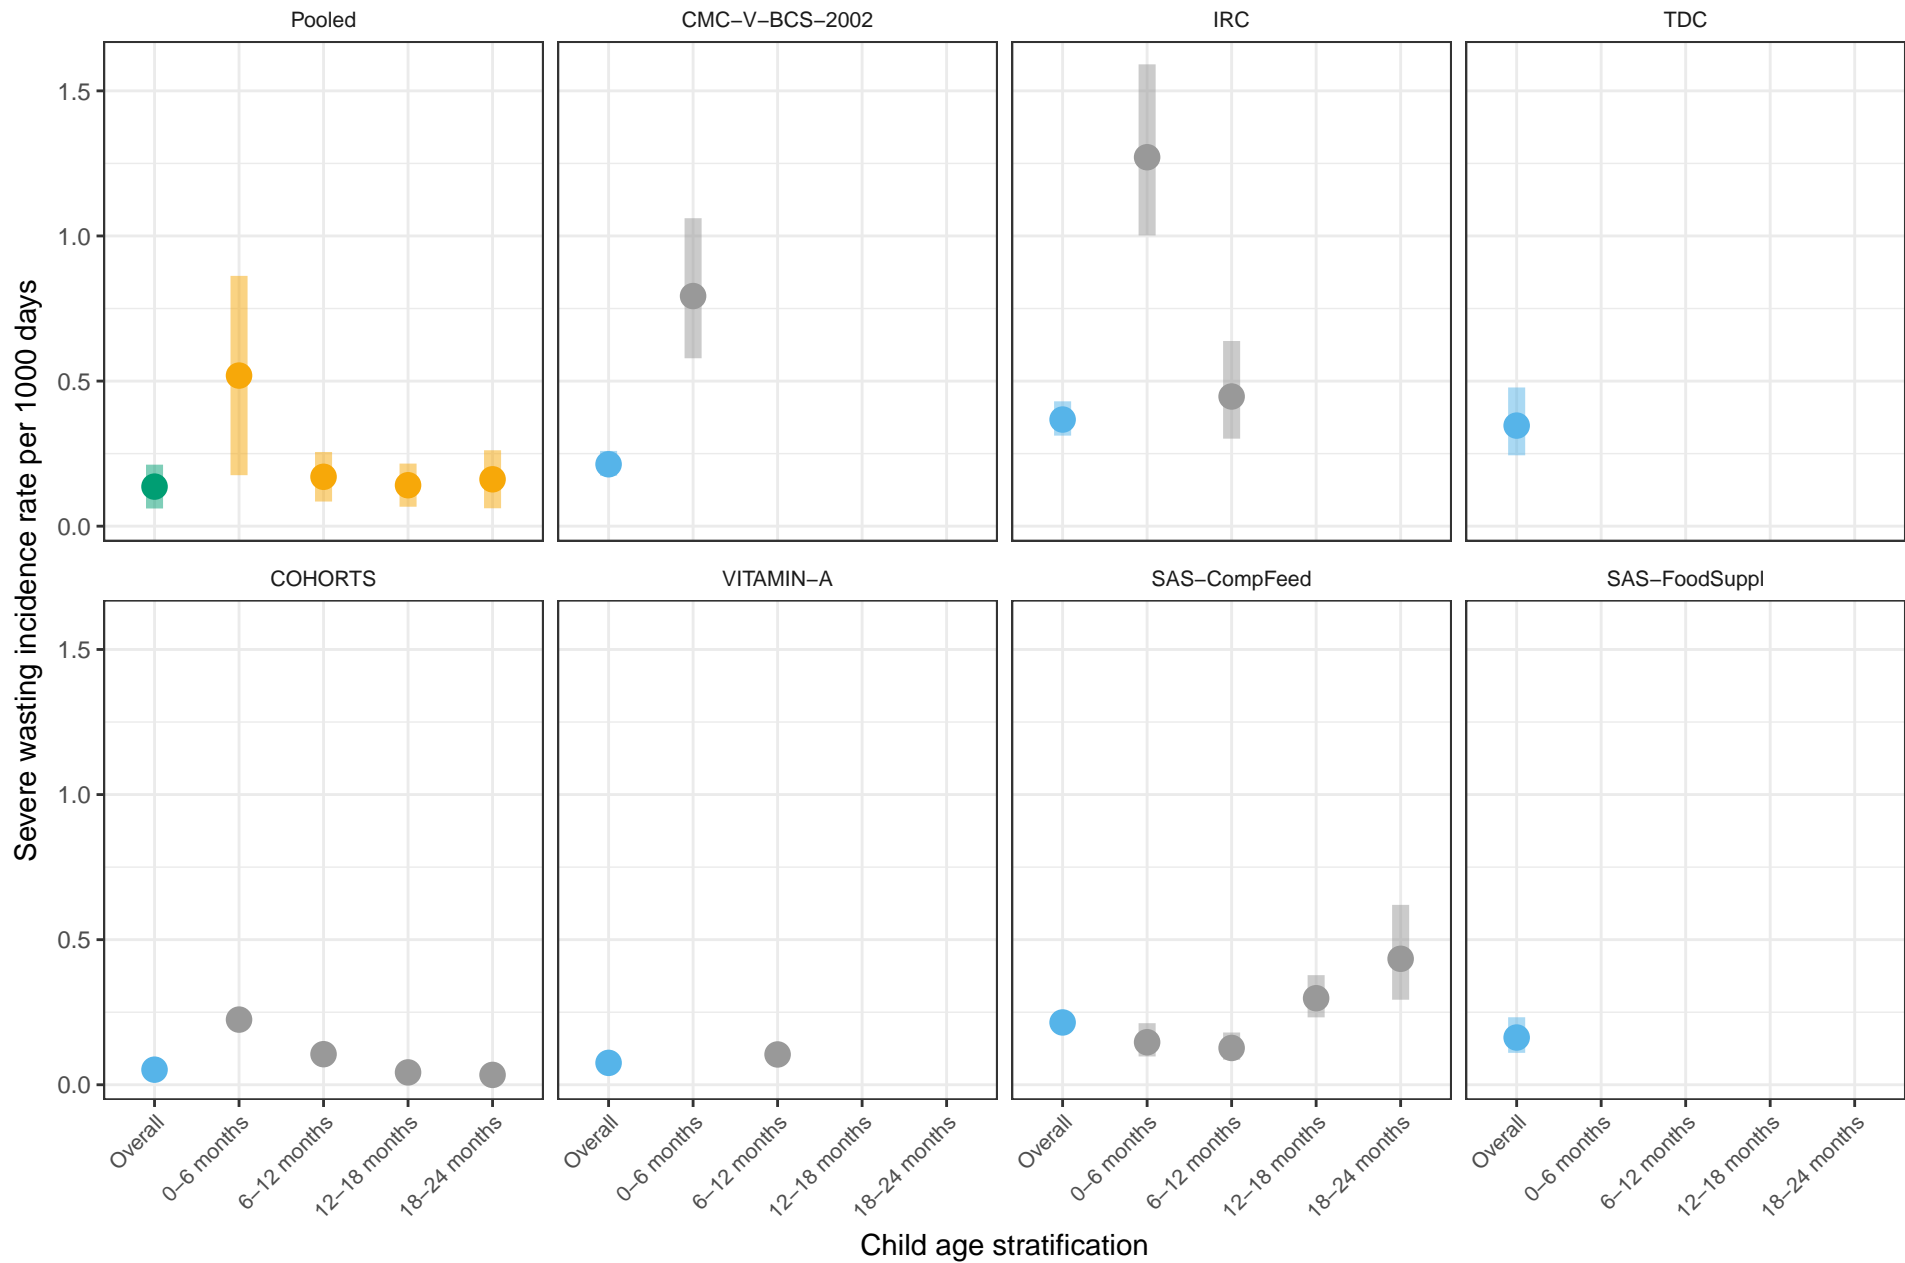 Pooled
CMC−V−BCS−2002
IRC
TDC
1.5
1.0
0.5
0.0
COHORTS
VITAMIN−A
SAS−CompFeed
SAS−FoodSuppl
1.5
1.0
0.5
0.0
Severe wasting incidence rate per 1000 days
Overall
0−6 months
6−12 months
12−18 months
18−24 months
Overall
0−6 months
6−12 months
12−18 months
18−24 months
Overall
0−6 months
6−12 months
12−18 months
18−24 months
Overall
0−6 months
6−12 months
12−18 months
18−24 months
Child age stratification